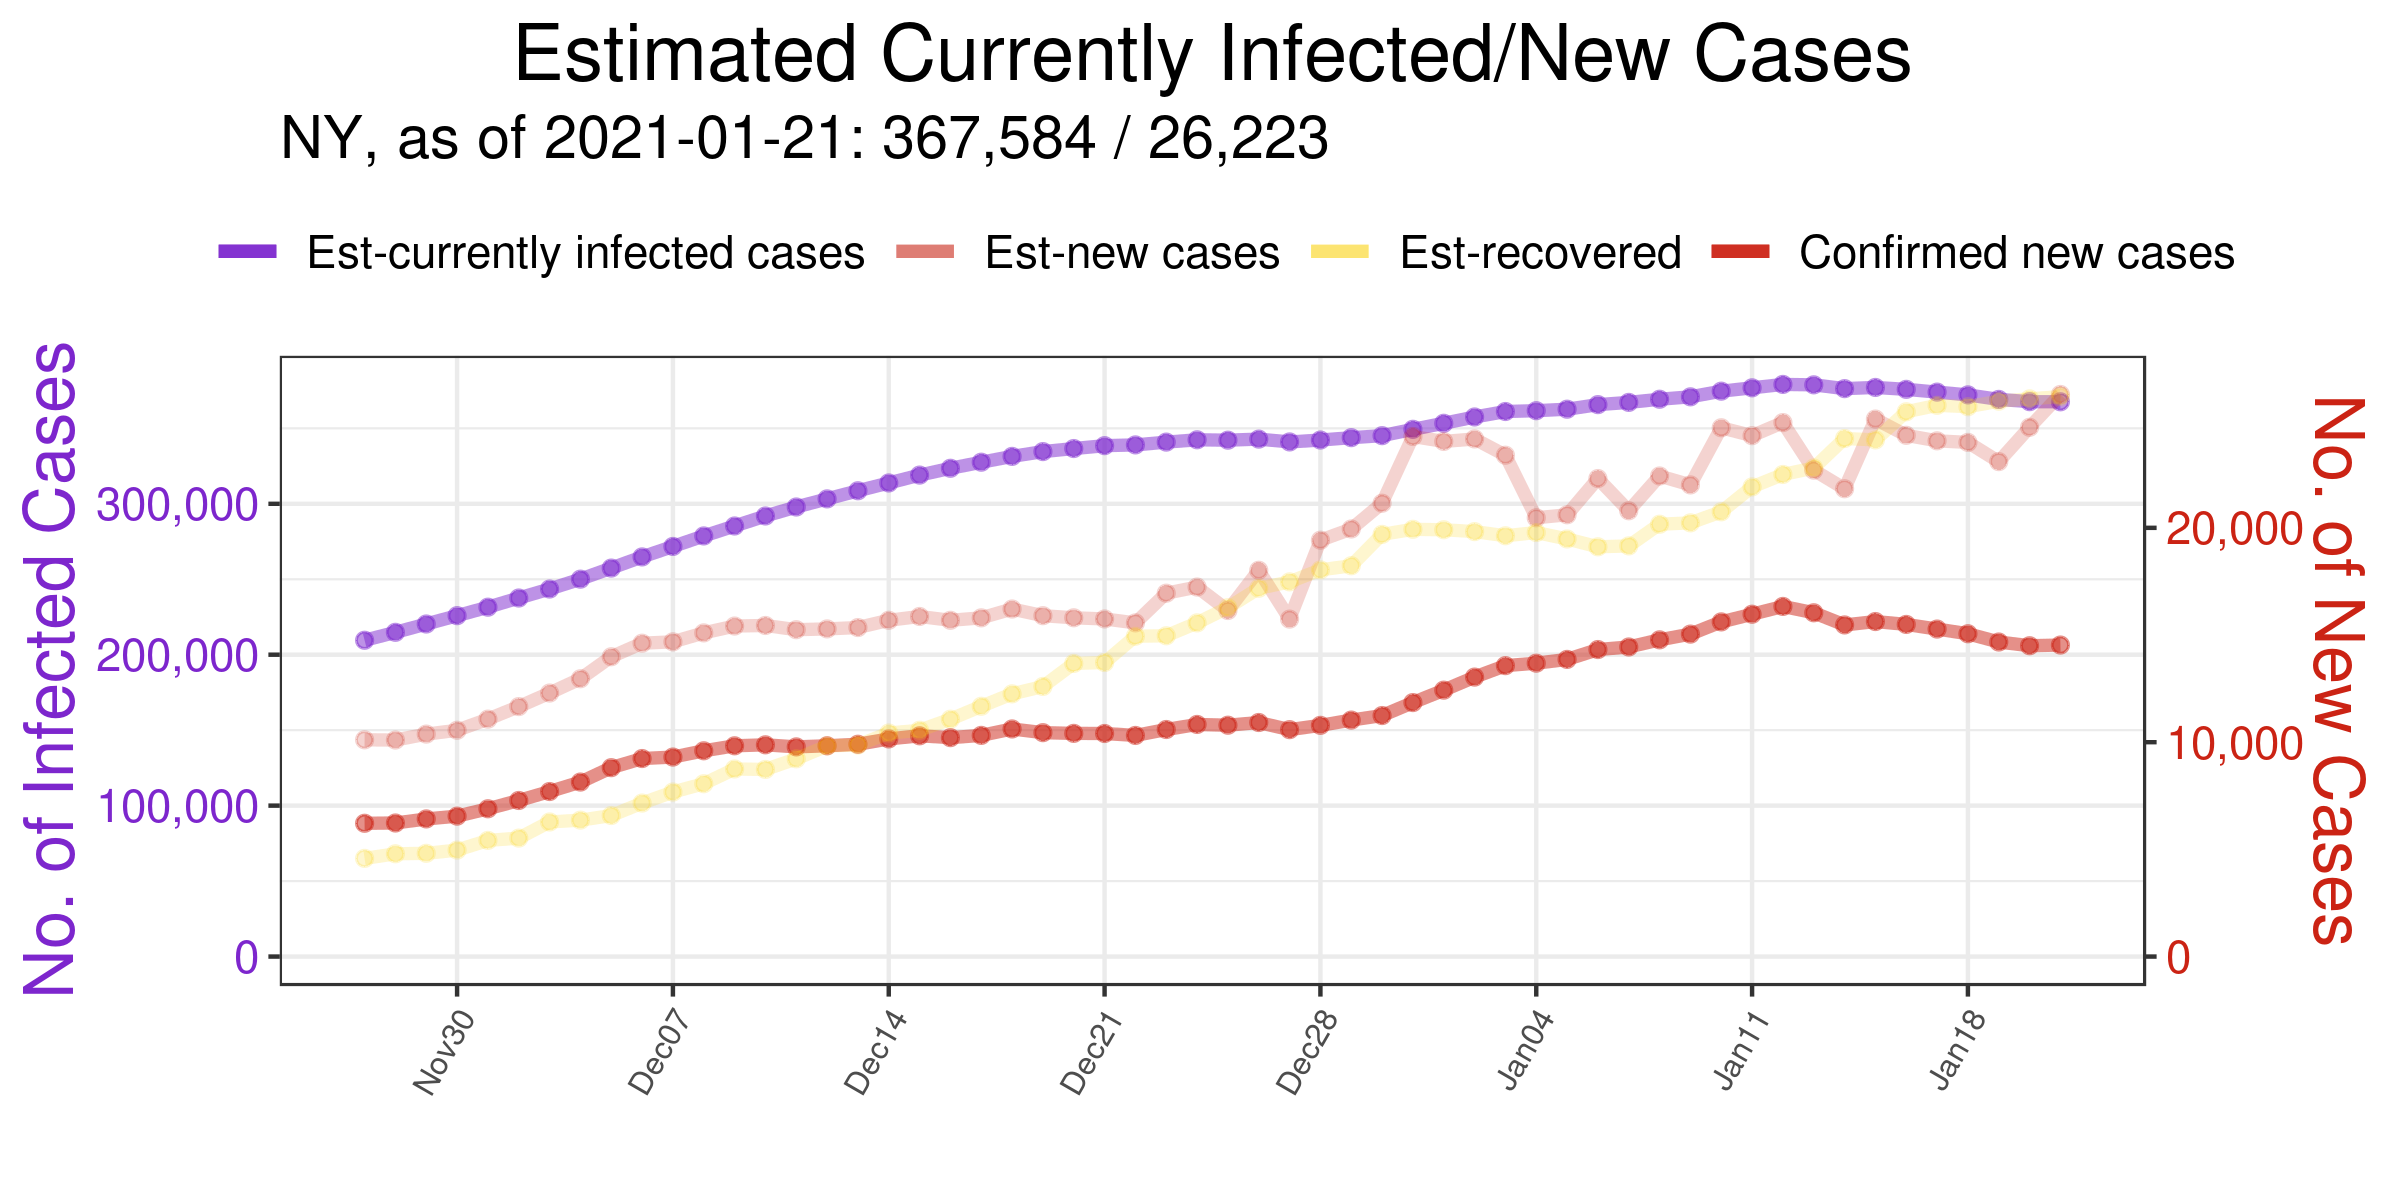 Estimated Currently Infected/New Cases
NY, as of 2021-01-21: 367,584 / 26,223
Est-currently infected cases Est-new cases Est-recovered Confirmed new cases
No. of Infected Cases
300,000
200,000
100,000
0
20,000
10,000
0
No. of New Cases
Nov30 Dec07 Dec14 Dec21 Dec28 Jan04 Jan11 Jan18